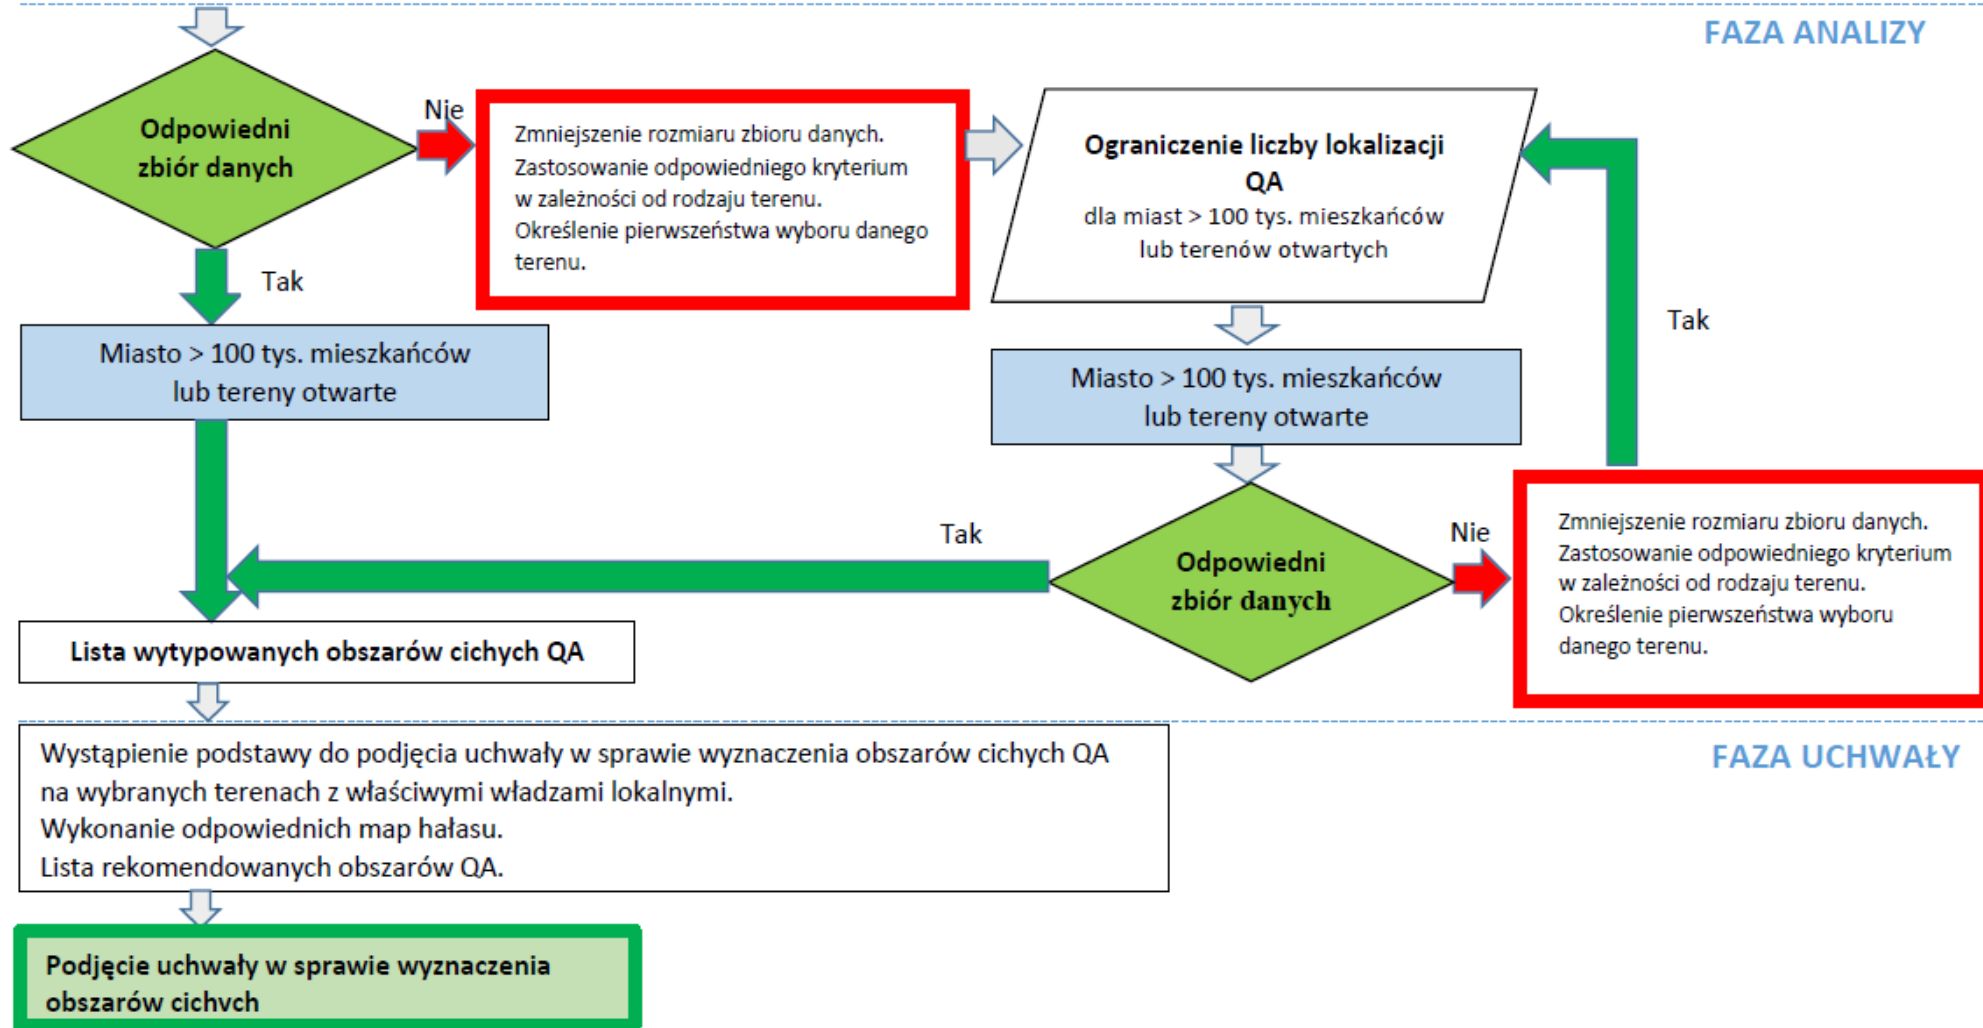 FAZA ANALIZY
Odpowiedni
zbiór danych
Nie
Zmniejszenie rozmiaru zbioru danych.
Zastosowanie odpowiedniego kryterium
w zależności od rodzaju terenu.
Określenie pierwszeństwa wyboru danego
terenu.
Ograniczenie liczby lokalizacji
QA
dla miast > 100 tys. mieszkańców
lub terenów otwartych
Tak
Tak
Miasto > 100 tys. mieszkańców
lub tereny otwarte
Miasto > 100 tys. mieszkańców
lub tereny otwarte
Tak
Odpowiedni
zbiór danych
Nie
Zmniejszenie rozmiaru zbioru danych.
Zastosowanie odpowiedniego kryterium
w zależności od rodzaju terenu.
Określenie pierwszeństwa wyboru
danego terenu.
Lista wytypowanych obszarów cichych QA
FAZA UCHWAŁY
Wystąpienie podstawy do podjęcia uchwały w sprawie wyznaczenia obszarów cichych QA
na wybranych terenach z właściwymi władzami lokalnymi.
Wykonanie odpowiednich map hałasu.
Lista rekomendowanych obszarów QA.
Podjęcie uchwały w sprawie wyznaczenia
obszarów cichych